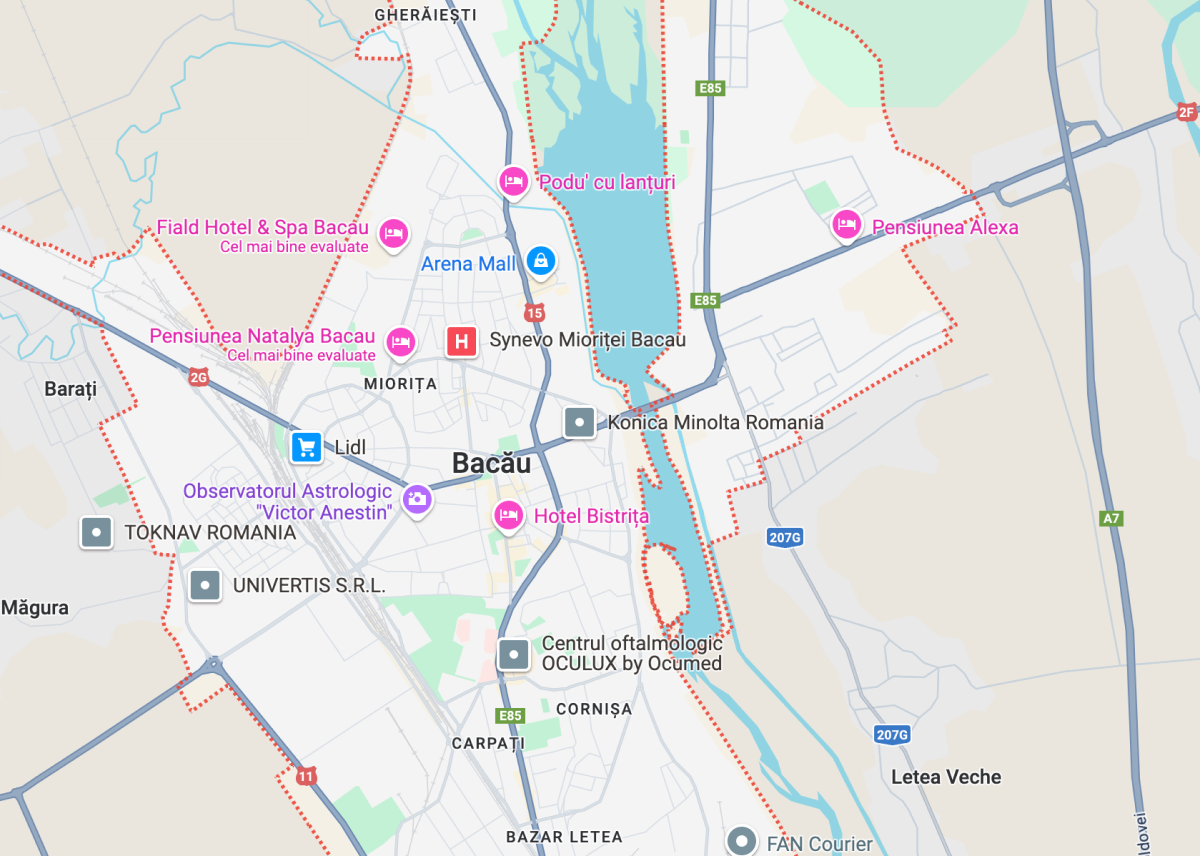 GHERĂIEȘTI
E85
2F
Podu' cu lanțuri
Fiald Hotel & Spa Bacău
Cel mai bine evaluate
Pensiunea Alexa
Arena Mall
E85
15
Pensiunea Natalya Bacau
Cel mai bine evaluate
H
Synevo Mioriței Bacau
2G
MIORIȚA
Barați
Konica Minolta Romania
Lidl
Bacău
Observatorul Astrologic
"Victor Anestin"
Hotel Bistrița
A7
TOKNAV ROMANIA
207G
UNIVERTIS S.R.L.
Măgura
Centrul oftalmologic
OCULUX by Ocumed
CORNIȘA
E85
207G
CARPAȚI
11
Letea Veche
BAZAR LETEA
FAN Courier
ldovei